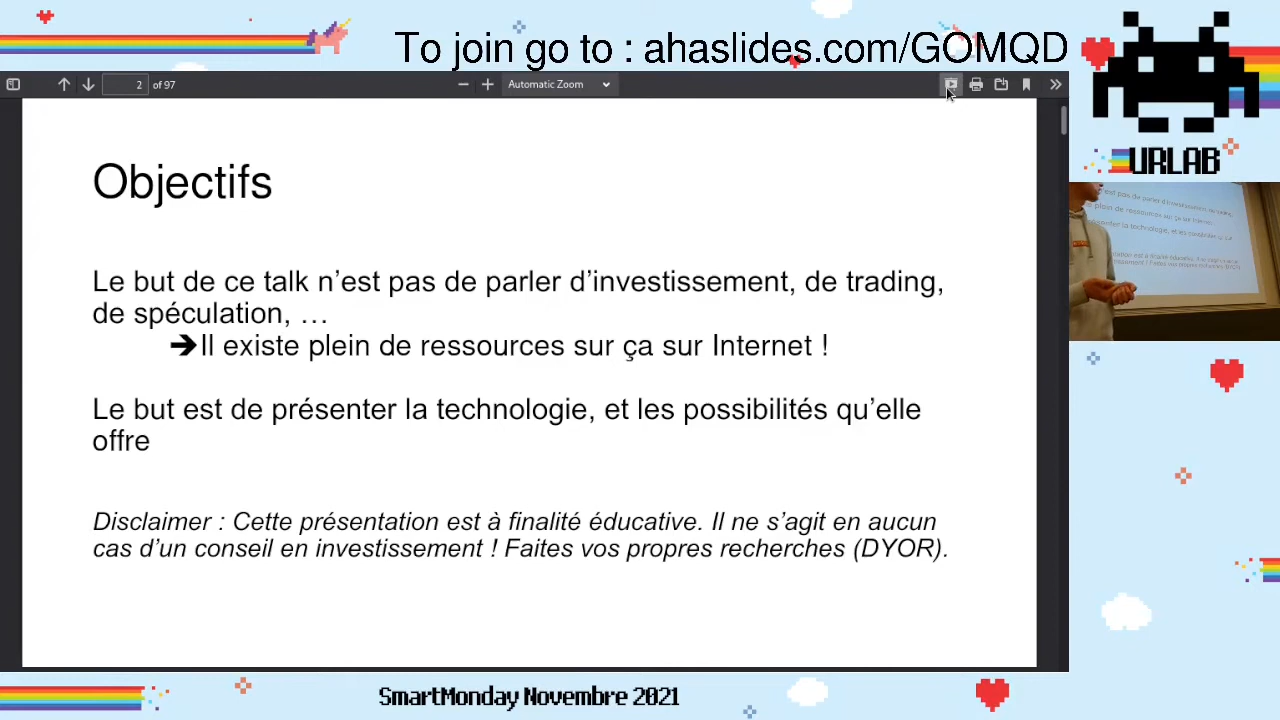 To join go to : ahaslides.com/GOMQD
2 of 97
Automatic Zoom
URLAB
Objectifs
Le but de ce talk n’est pas de parler d’investissement, de trading,
de spéculation, …
➔Il existe plein de ressources sur ça sur Internet !
Le but est de présenter la technologie, et les possibilités qu’elle
offre
Disclaimer : Cette présentation est à finalité éducative. Il ne s’agit en aucun
cas d’un conseil en investissement ! Faites vos propres recherches (DYOR).
SmartMonday Novembre 2021